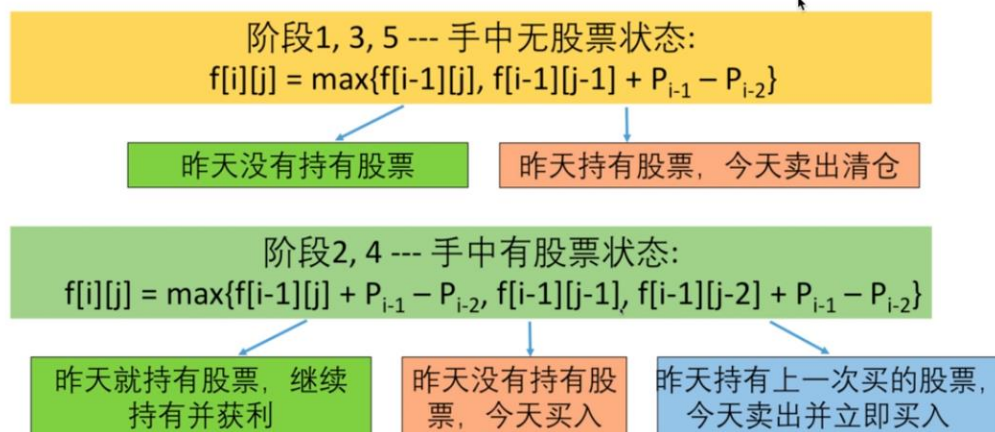 阶段1, 3, 5 --- 手中无股票状态:
f[i][j] = max{f[i-1][j], f[i-1][j-1] + Pi-1 – Pi-2}
昨天没有持有股票
昨天持有股票，今天卖出清仓
阶段2, 4 --- 手中有股票状态:
f[i][j] = max{f[i-1][j] + Pi-1 – Pi-2, f[i-1][j-1], f[i-1][j-2] + Pi-1 – Pi-2}
昨天就持有股票，继续
持有并获利
昨天没有持有股
票，今天买入
昨天持有上一次买的股票，
今天卖出并立即买入